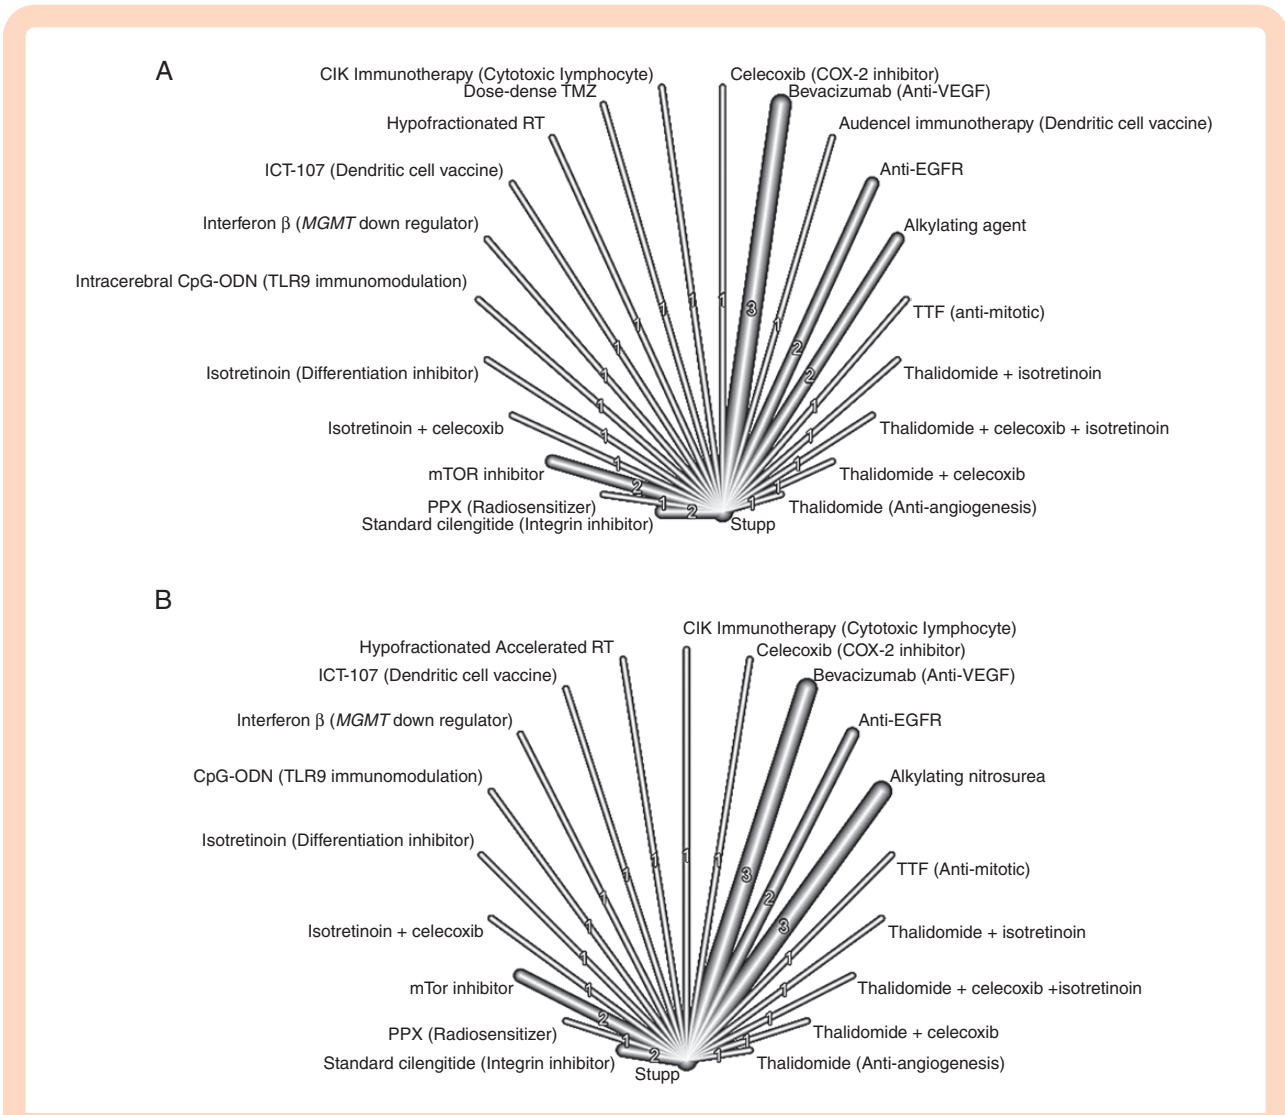 A
CIK Immunotherapy (Cytotoxic lymphocyte)
Celecoxib (COX-2 inhibitor)
Dose-dense TMZ
Bevacizumab (Anti-VEGF)
Hypofractionated RT
Audencel immunotherapy (Dendritic cell vaccine)
ICT-107 (Dendritic cell vaccine)
Anti-EGFR
Interferon β (MGMT down regulator)
Alkylating agent
Intracerebral CpG-ODN (TLR9 immunomodulation)
TTF (anti-mitotic)
Isotretinoin (Differentiation inhibitor)
Thalidomide + isotretinoin
Isotretinoin + celecoxib
Thalidomide + celecoxib + isotretinoin
mTOR inhibitor
Thalidomide + celecoxib
PPX (Radiosensitizer)
Thalidomide (Anti-angiogenesis)
Standard cilengitide (Integrin inhibitor)
Stupp
2
1
2
1
1
1
1
1
1
1
1
1
1
3
1
2
2
1
1
1
1
1
B
CIK Immunotherapy (Cytotoxic lymphocyte)
Hypofractionated Accelerated RT
Celecoxib (COX-2 inhibitor)
ICT-107 (Dendritic cell vaccine)
Bevacizumab (Anti-VEGF)
Interferon β (MGMT down regulator)
Anti-EGFR
CpG-ODN (TLR9 immunomodulation)
Alkylating nitrosurea
Isotretinoin (Differentiation inhibitor)
TTF (Anti-mitotic)
Isotretinoin + celecoxib
Thalidomide + isotretinoin
mTor inhibitor
Thalidomide + celecoxib +isotretinoin
PPX (Radiosensitizer)
Thalidomide + celecoxib
Standard cilengitide (Integrin inhibitor)
Thalidomide (Anti-angiogenesis)
Stupp
2
1
2
1
1
1
1
1
1
1
1
3
2
3
1
1
1
1
1